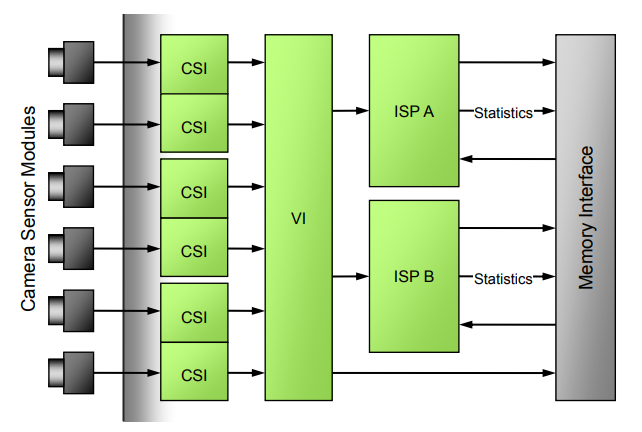 Camera Sensor Modules
CSI
CSI
CSI
CSI
CSI
CSI
VI
ISP A
Statistics
ISP B
Statistics
Memory Interface